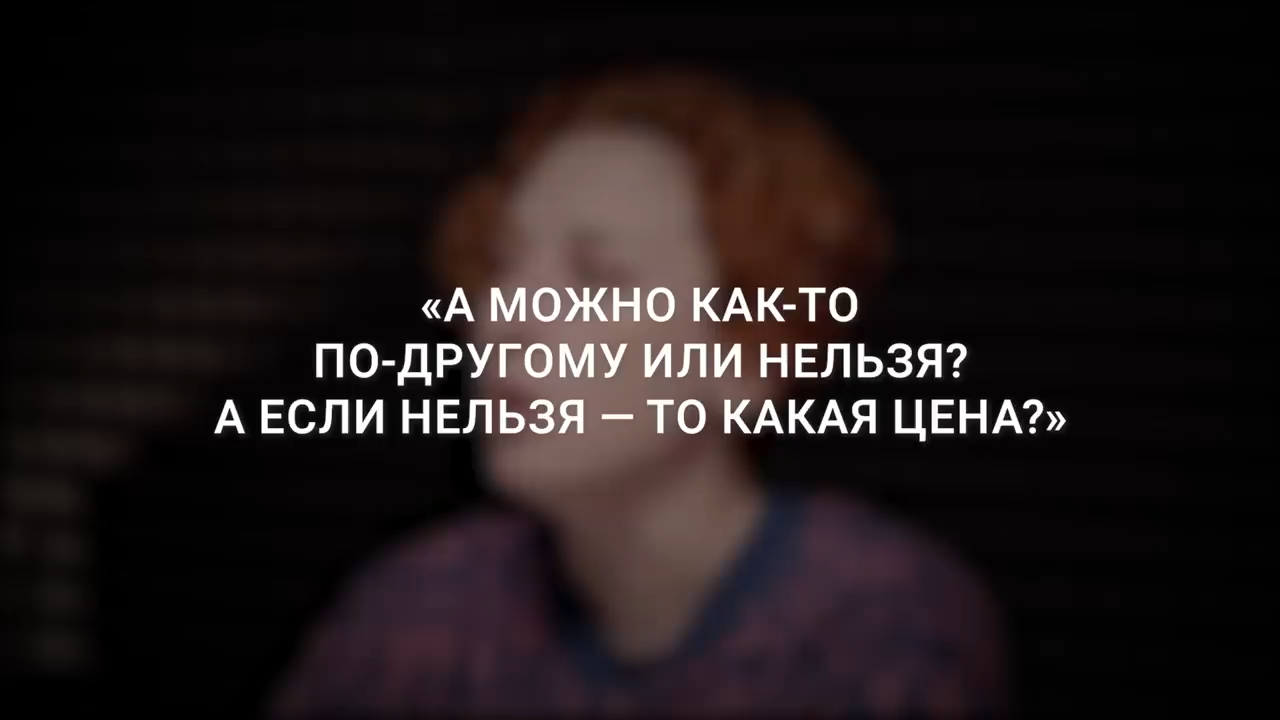 «А МОЖНО КАК-ТО
ПО-ДРУГОМУ ИЛИ НЕЛЬЗЯ?
А ЕСЛИ НЕЛЬЗЯ — ТО КАКАЯ ЦЕНА?»